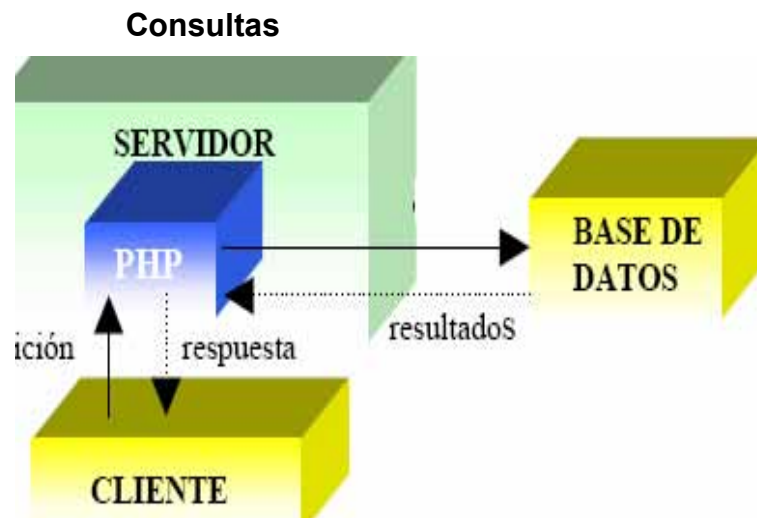 Consultas
SERVIDOR
PHP
BASE DE
DATOS
resultados
ición
respuesta
CLIENTE